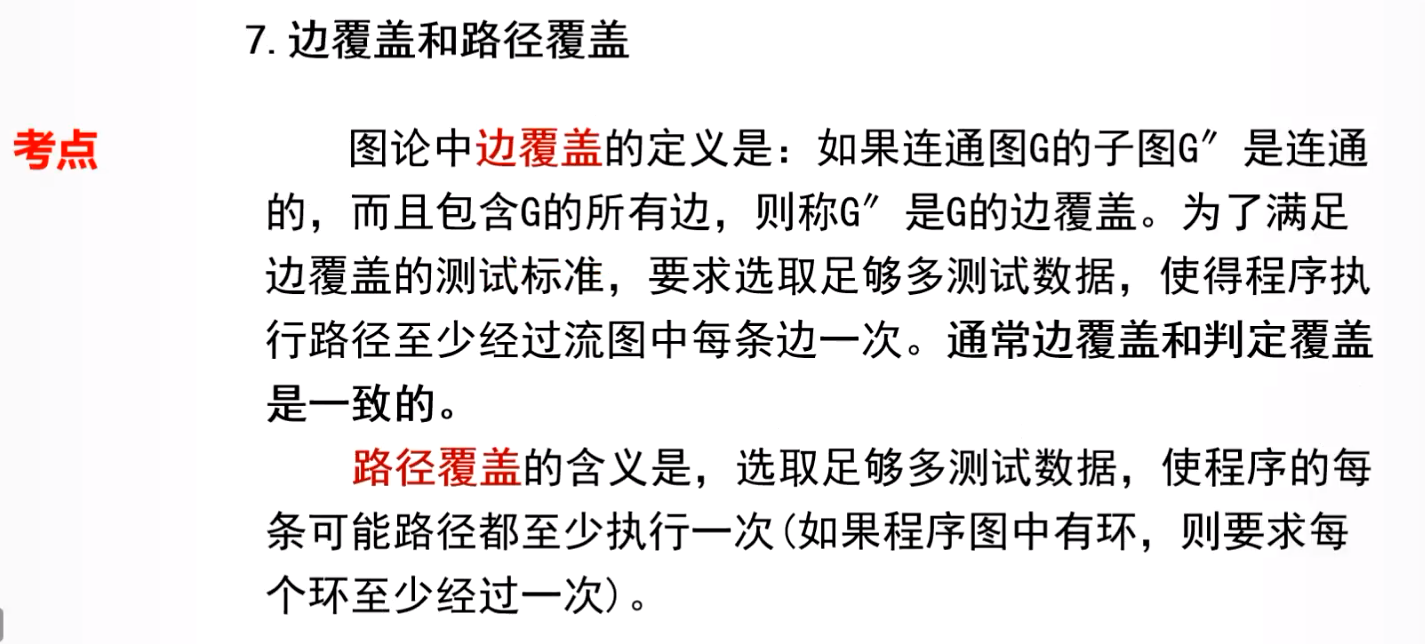 7. 边覆盖和路径覆盖
考点
图论中边覆盖的定义是：如果连通图G的子图G″是连通
的，而且包含G的所有边，则称G″是G的边覆盖。为了满足
边覆盖的测试标准，要求选取足够多测试数据，使得程序执
行路径至少经过流图中每条边一次。通常边覆盖和判定覆盖
是一致的。
路径覆盖的含义是，选取足够多测试数据，使程序的每
条可能路径都至少执行一次(如果程序图中有环，则要求每
个环至少经过一次)。